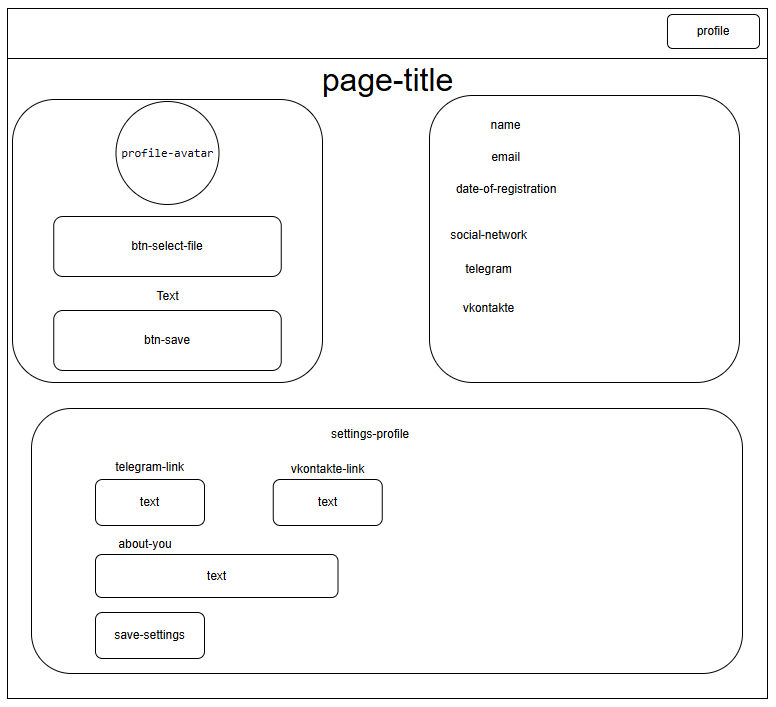 profile
page-title
profile-avatar
btn-select-file
Text
btn-save
name
email
date-of-registration
social-network
telegram
vkontakte
settings-profile
telegram-link
vkontakte-link
text
text
about-you
text
save-settings